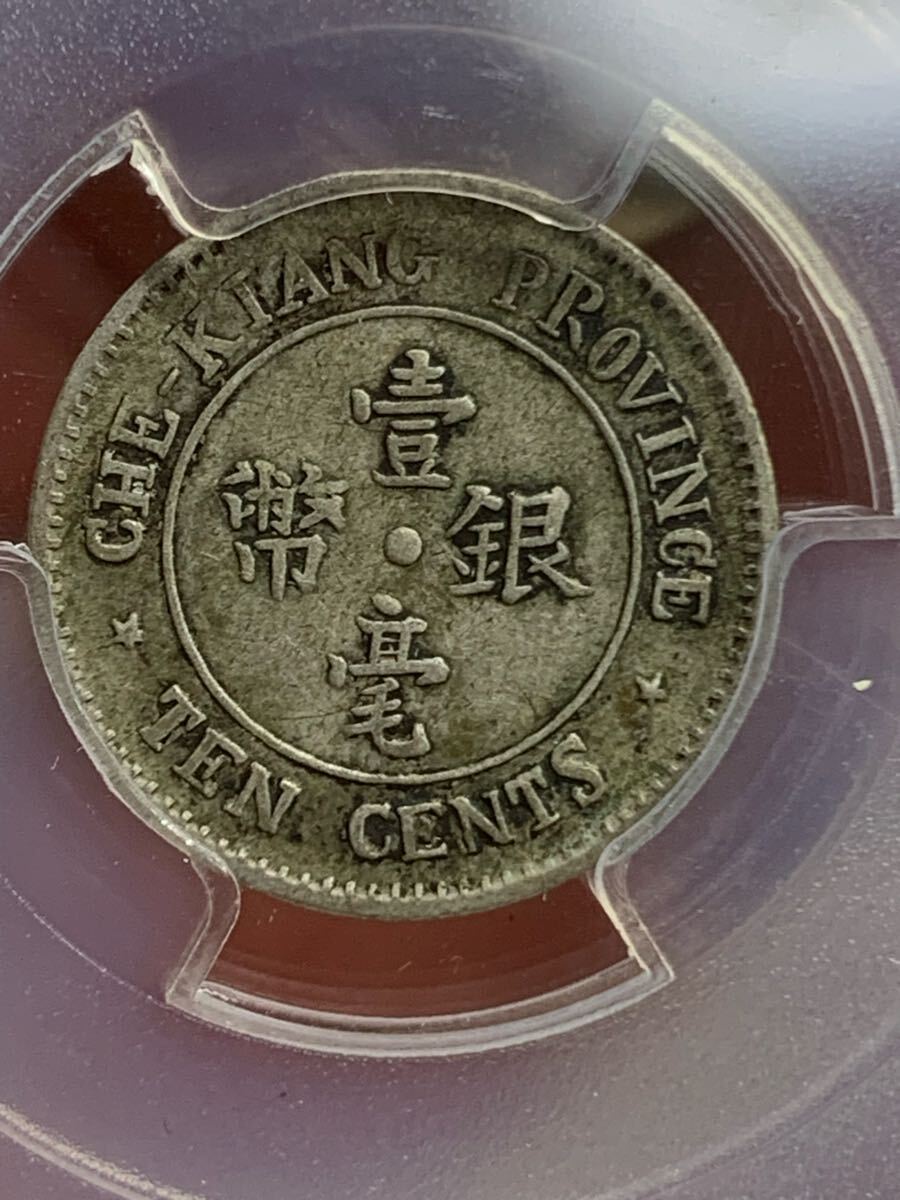 CHE-KIANG PROVINCE
壹
幣 • 銀
毫
★ TEN CENTS ★